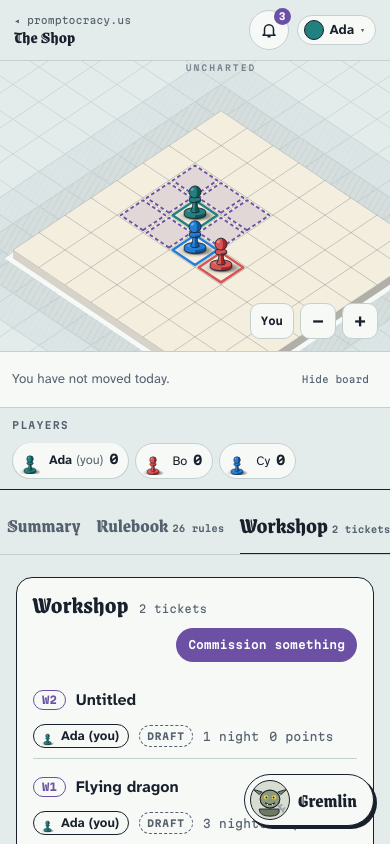 ◂ promptocracy.us
The Shop
3
Ada
UNCHARTED
You
−
+
You have not moved today.
Hide board
PLAYERS
Ada (you) 0
Bo 0
Cy 0
Summary
Rulebook 26 rules
Workshop 2 tickets
Workshop 2 tickets
Commission something
W2 Untitled
Ada (you) DRAFT 1 night 0 points
W1 Flying dragon
Gremlin
Ada (you) DRAFT 3